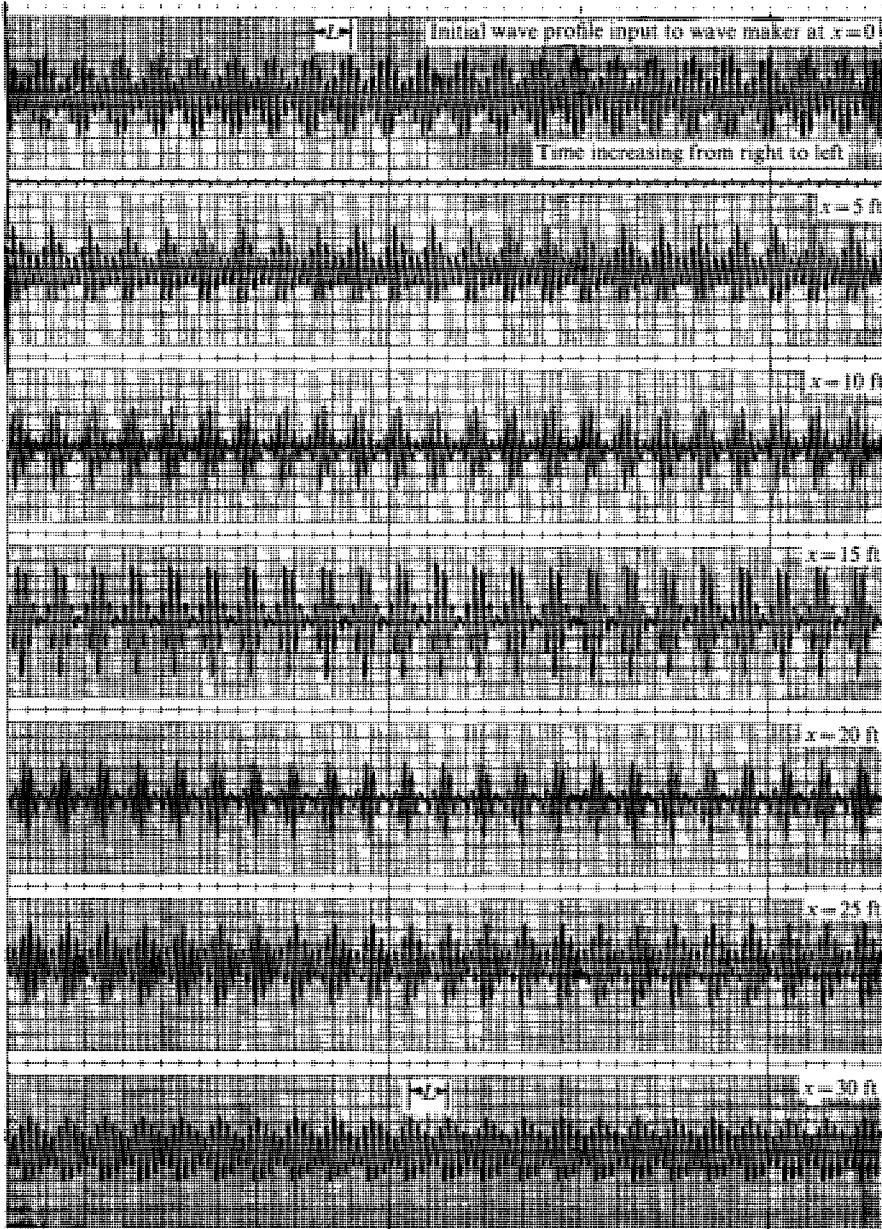 L
Initial wave profile input to wave maker at x=0
Time increasing from right to left
x=5 ft
x=10 ft
x=15 ft
x=20 ft
x=25 ft
L
x=30 ft